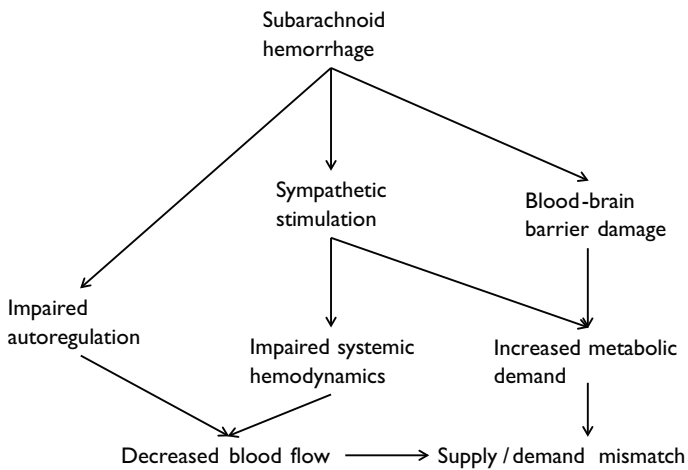 Subarachnoid
hemorrhage
Sympathetic
stimulation
Blood-brain
barrier damage
Impaired
autoregulation
Impaired systemic
hemodynamics
Increased metabolic
demand
Decreased blood flow
Supply / demand mismatch